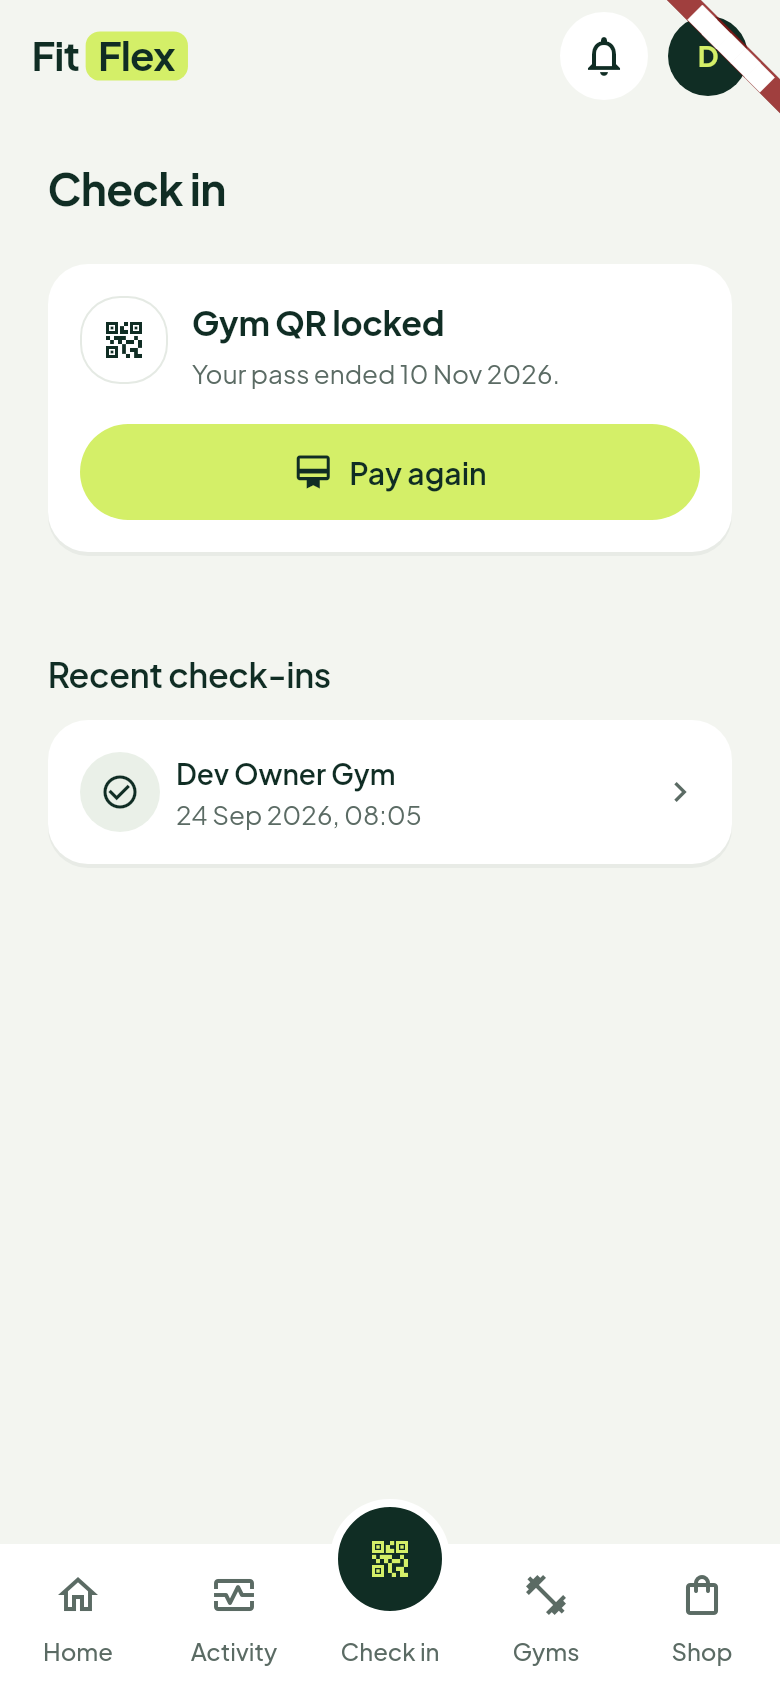 Fit Flex
D
Check in
Gym QR locked
Your pass ended 10 Nov 2026.
Pay again
Recent check-ins
Dev Owner Gym
24 Sep 2026, 08:05
Home
Activity
Check in
Gyms
Shop